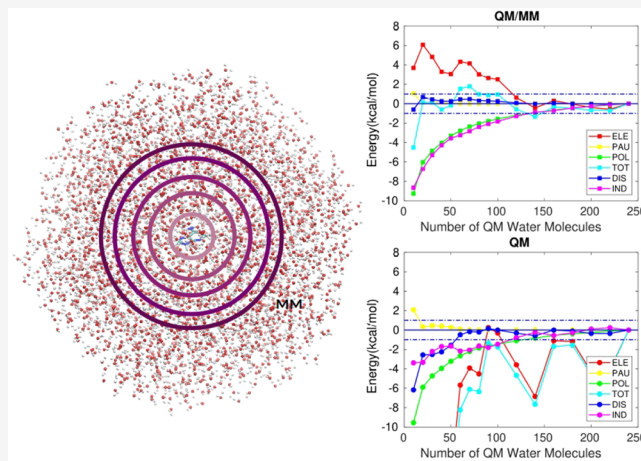 QM/MM
8
6
4
2
0
-2
-4
-6
-8
-10
Energy(kcal/mol)
ELE
PAU
POL
TOT
DIS
IND
0 50 100 150 200 250
Number of QM Water Molecules
MM
QM
8
6
4
2
0
-2
-4
-6
-8
-10
Energy(kcal/mol)
ELE
PAU
POL
TOT
DIS
IND
0 50 100 150 200 250
Number of QM Water Molecules